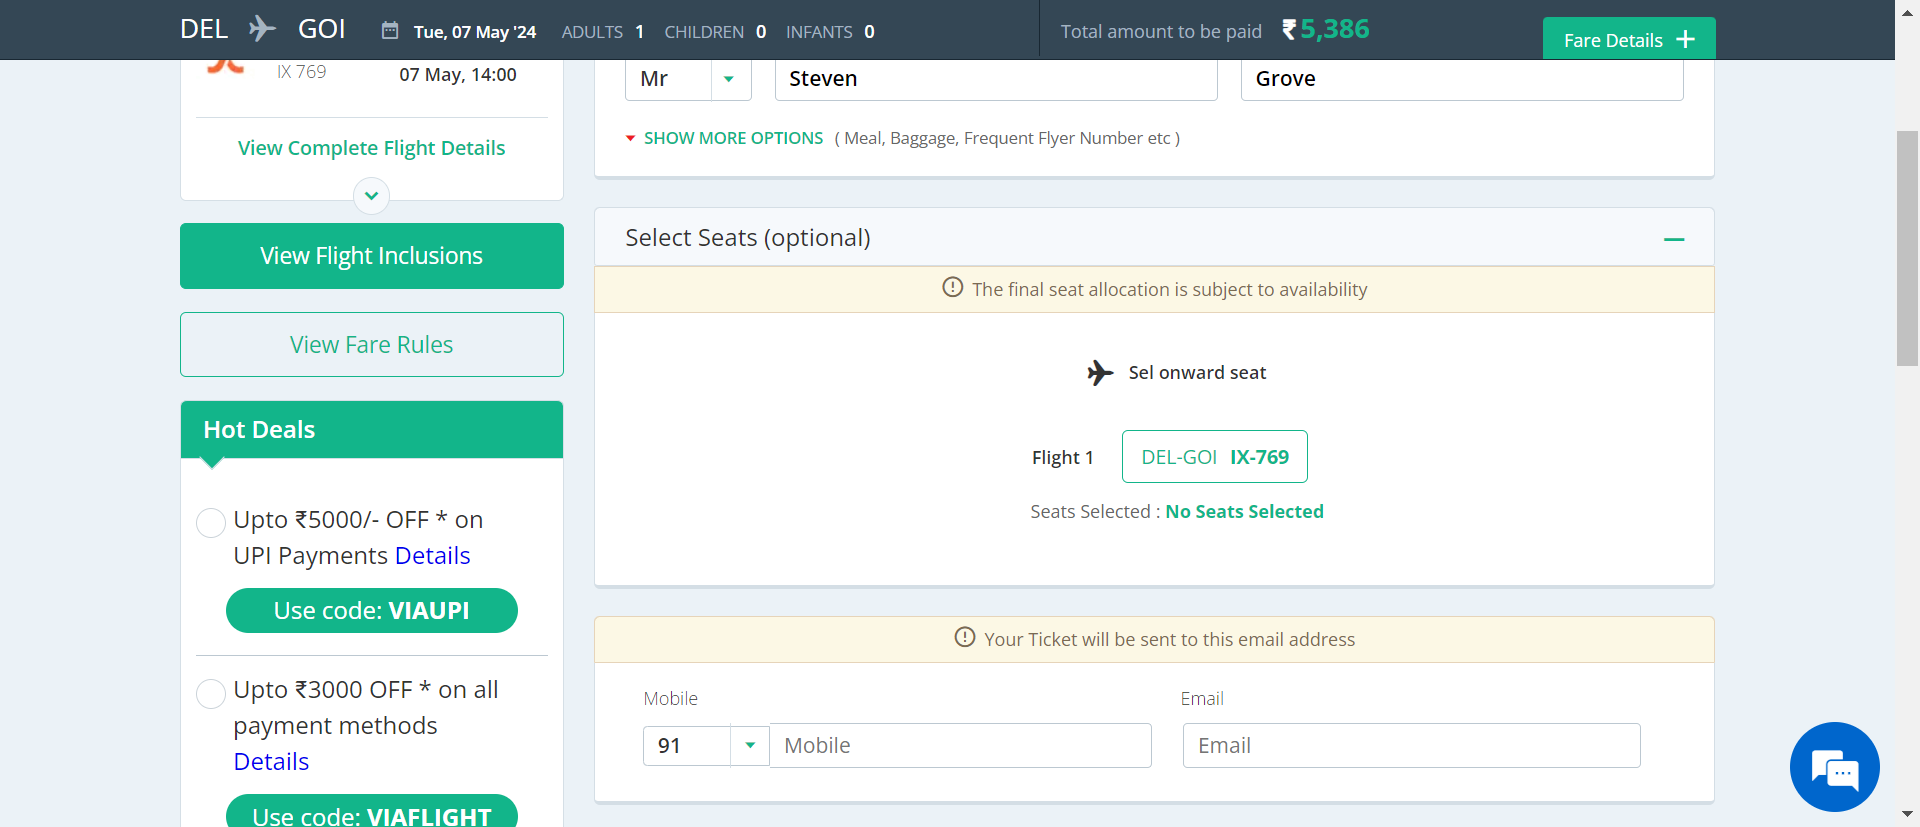 DEL GOI Tue, 07 May '24 ADULTS 1 CHILDREN 0 INFANTS 0 Total amount to be paid ₹5,386 Fare Details +
IX 769 07 May, 14:00
View Complete Flight Details
View Flight Inclusions
View Fare Rules
Hot Deals
Upto ₹5000/- OFF * on
UPI Payments Details
Use code: VIAUPI
Upto ₹3000 OFF * on all
payment methods
Details
Use code: VIAFLIGHT
Mr Steven Grove
SHOW MORE OPTIONS ( Meal, Baggage, Frequent Flyer Number etc )
Select Seats (optional)
The final seat allocation is subject to availability
Sel onward seat
Flight 1 DEL-GOI IX-769
Seats Selected : No Seats Selected
Your Ticket will be sent to this email address
Mobile Email
91 Mobile Email